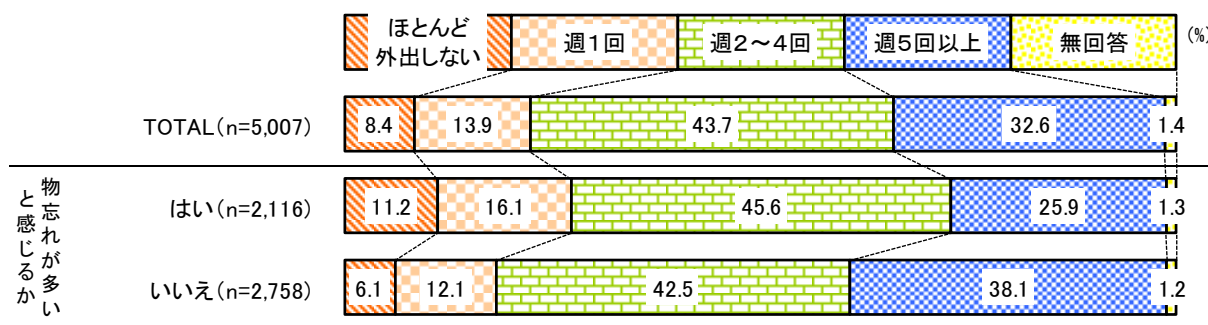 ほとんど
外出しない
週1回
週2～4回
週5回以上
無回答
(%)
TOTAL(n=5,007)
8.4
13.9
43.7
32.6
1.4
物忘れが多い
と感じるか
はい(n=2,116)
11.2
16.1
45.6
25.9
1.3
いいえ(n=2,758)
6.1
12.1
42.5
38.1
1.2